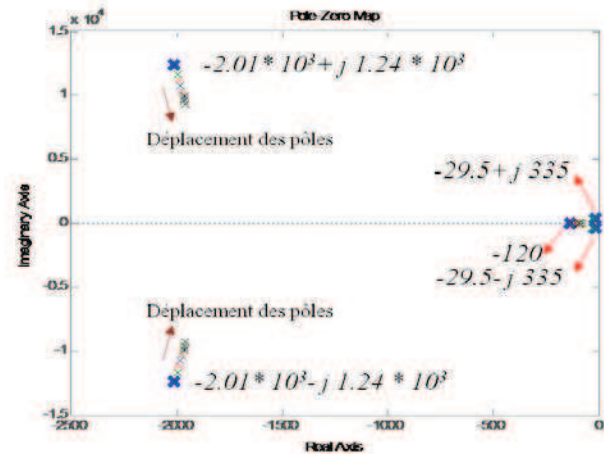 Pole-Zero Map
× 10⁴
1.5
1
0.5
0
-0.5
-1
-1.5
-2500
-2000
-1500
-1000
-500
0
Imaginary Axis
Real Axis
-2.01* 10³+ j 1.24 * 10³
Déplacement des pôles
-29.5+ j 335
-120
-29.5- j 335
Déplacement des pôles
-2.01 * 10³- j 1.24 * 10³